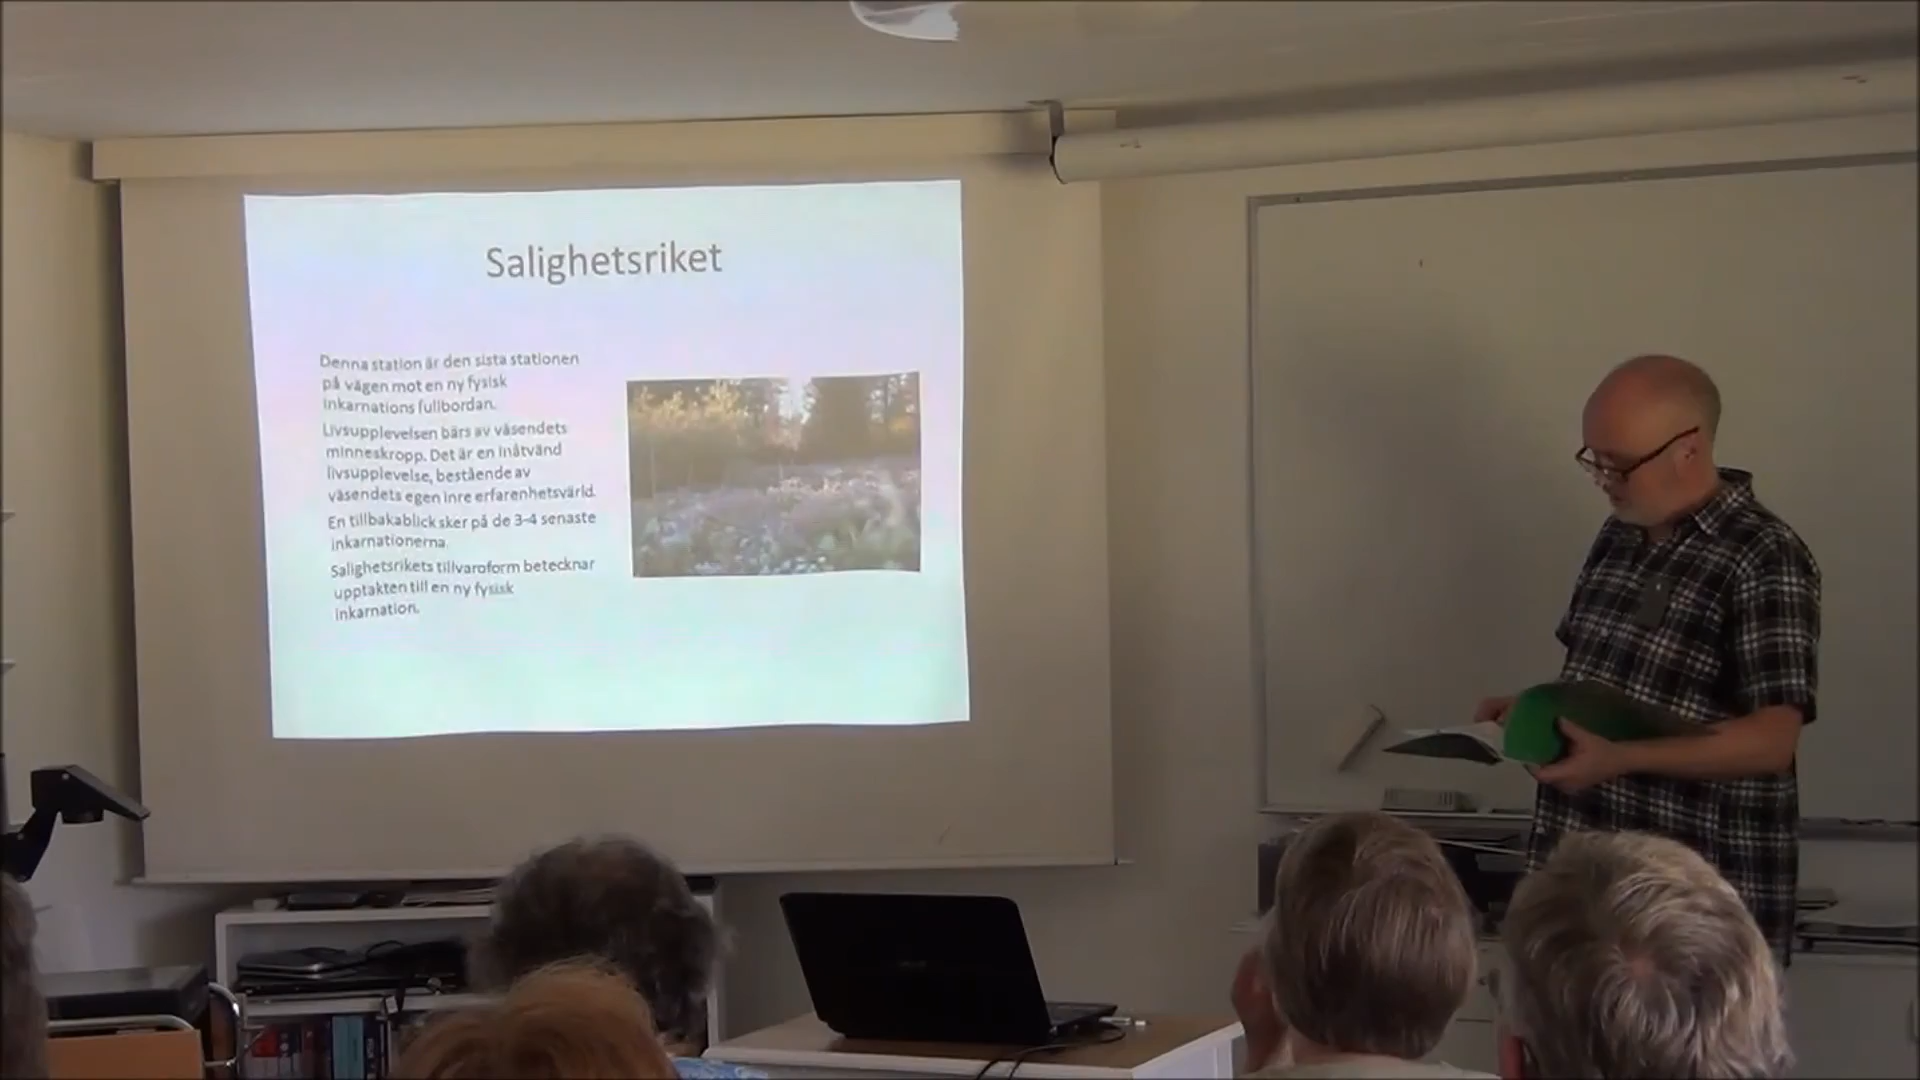 Salighetsriket
Denna station är den sista stationen
på vägen mot en ny fysisk
inkarnations fullbordan.
Livsupplevelsen bärs av väsendets
minneskropp. Det är en inåtvänd
livsupplevelse, bestående av
väsendets egen inre erfarenhetsvärld.
En tillbakablick sker på de 3-4 senaste
inkarnationerna.
Salighetsrikets tillvaroform betecknar
upptakten till en ny fysisk
inkarnation.